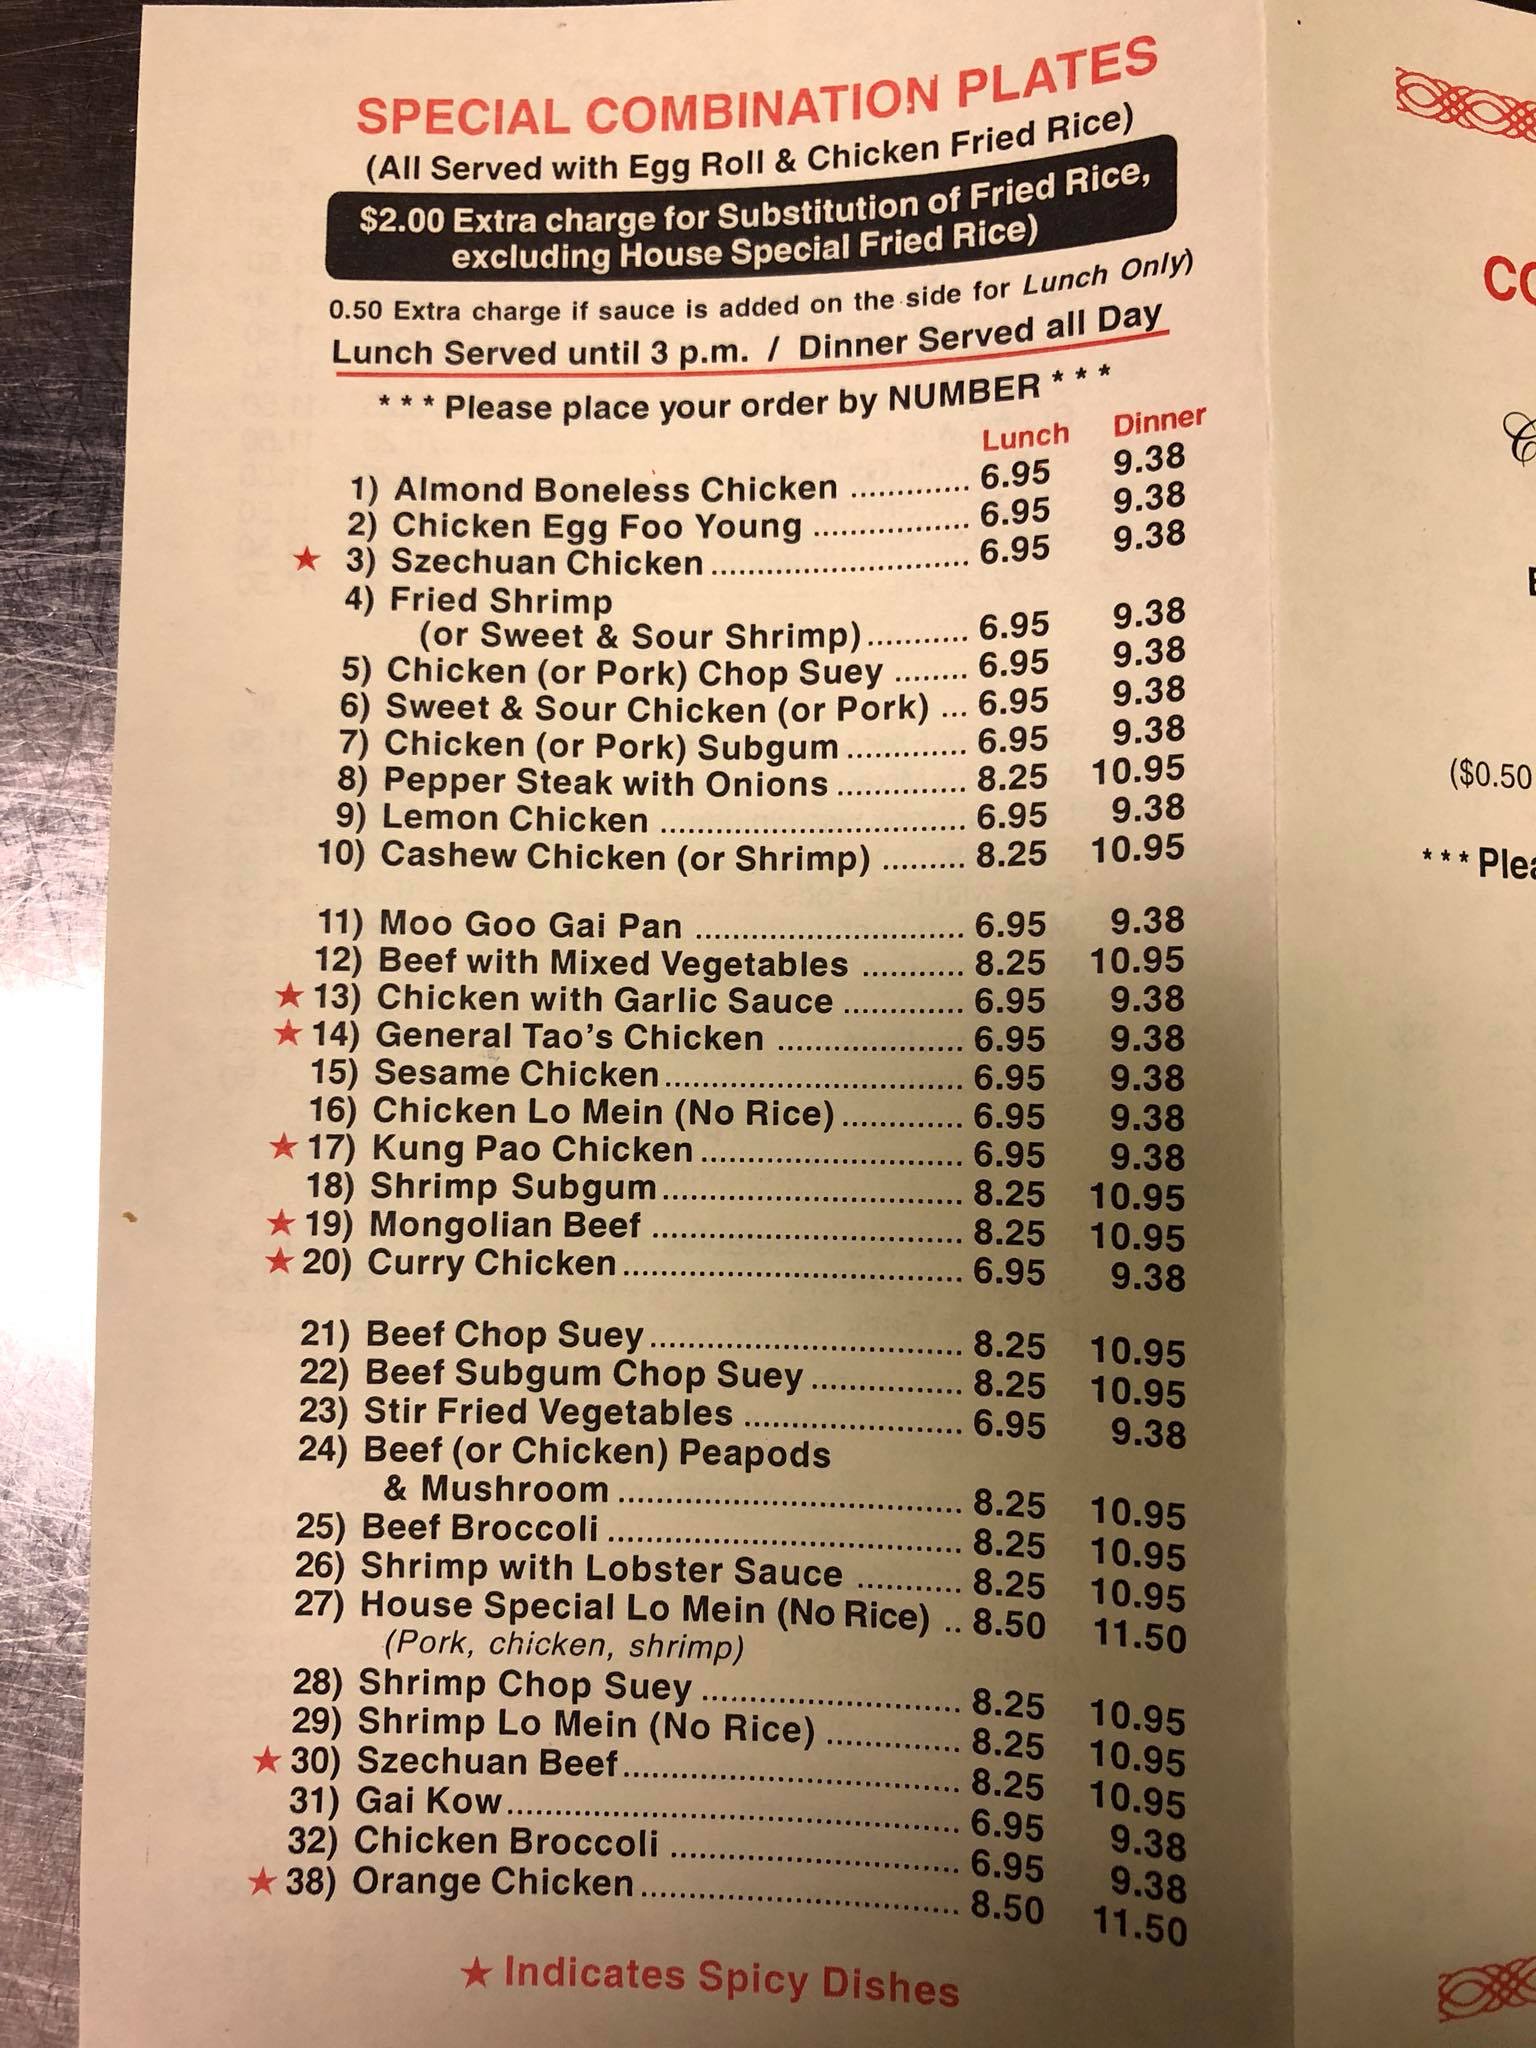 SPECIAL COMBINATION PLATES
(All Served with Egg Roll & Chicken Fried Rice)
$2.00 Extra charge for Substitution of Fried Rice,
excluding House Special Fried Rice)
0.50 Extra charge if sauce is added on the side for Lunch Only)
Lunch Served until 3 p.m. / Dinner Served all Day
* * * Please place your order by NUMBER * * *
Lunch Dinner
1) Almond Boneless Chicken ............. 6.95 9.38
2) Chicken Egg Foo Young ................. 6.95 9.38
★ 3) Szechuan Chicken ............................ 6.95 9.38
4) Fried Shrimp
(or Sweet & Sour Shrimp) ........... 6.95 9.38
5) Chicken (or Pork) Chop Suey ........ 6.95 9.38
6) Sweet & Sour Chicken (or Pork) ... 6.95 9.38
7) Chicken (or Pork) Subgum ............. 6.95 9.38
8) Pepper Steak with Onions .............. 8.25 10.95
9) Lemon Chicken ................................. 6.95 9.38
10) Cashew Chicken (or Shrimp) ......... 8.25 10.95
11) Moo Goo Gai Pan ............................. 6.95 9.38
12) Beef with Mixed Vegetables ........... 8.25 10.95
★ 13) Chicken with Garlic Sauce ............. 6.95 9.38
★ 14) General Tao's Chicken .................... 6.95 9.38
15) Sesame Chicken ................................ 6.95 9.38
16) Chicken Lo Mein (No Rice) ............. 6.95 9.38
★ 17) Kung Pao Chicken ............................ 6.95 9.38
18) Shrimp Subgum ................................ 8.25 10.95
★ 19) Mongolian Beef ................................. 8.25 10.95
★ 20) Curry Chicken .................................... 6.95 9.38
21) Beef Chop Suey ................................. 8.25 10.95
22) Beef Subgum Chop Suey ................ 8.25 10.95
23) Stir Fried Vegetables ....................... 6.95 9.38
24) Beef (or Chicken) Peapods
& Mushroom ..................................... 8.25 10.95
25) Beef Broccoli ...................................... 8.25 10.95
26) Shrimp with Lobster Sauce ........... 8.25 10.95
27) House Special Lo Mein (No Rice) .. 8.50 11.50
(Pork, chicken, shrimp)
28) Shrimp Chop Suey ............................ 8.25 10.95
29) Shrimp Lo Mein (No Rice) .............. 8.25 10.95
★ 30) Szechuan Beef .................................... 8.25 10.95
31) Gai Kow ................................................ 6.95 9.38
32) Chicken Broccoli ............................... 6.95 9.38
★ 38) Orange Chicken .................................. 8.50 11.50
★ Indicates Spicy Dishes
($0.50
* * *